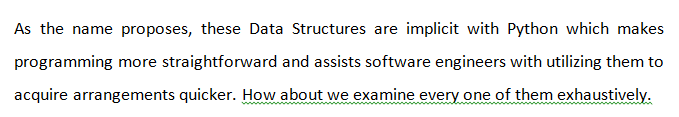 As the name proposes, these Data Structures are implicit with Python which makes
programming more straightforward and assists software engineers with utilizing them to
acquire arrangements quicker. How about we examine every one of them exhaustively.